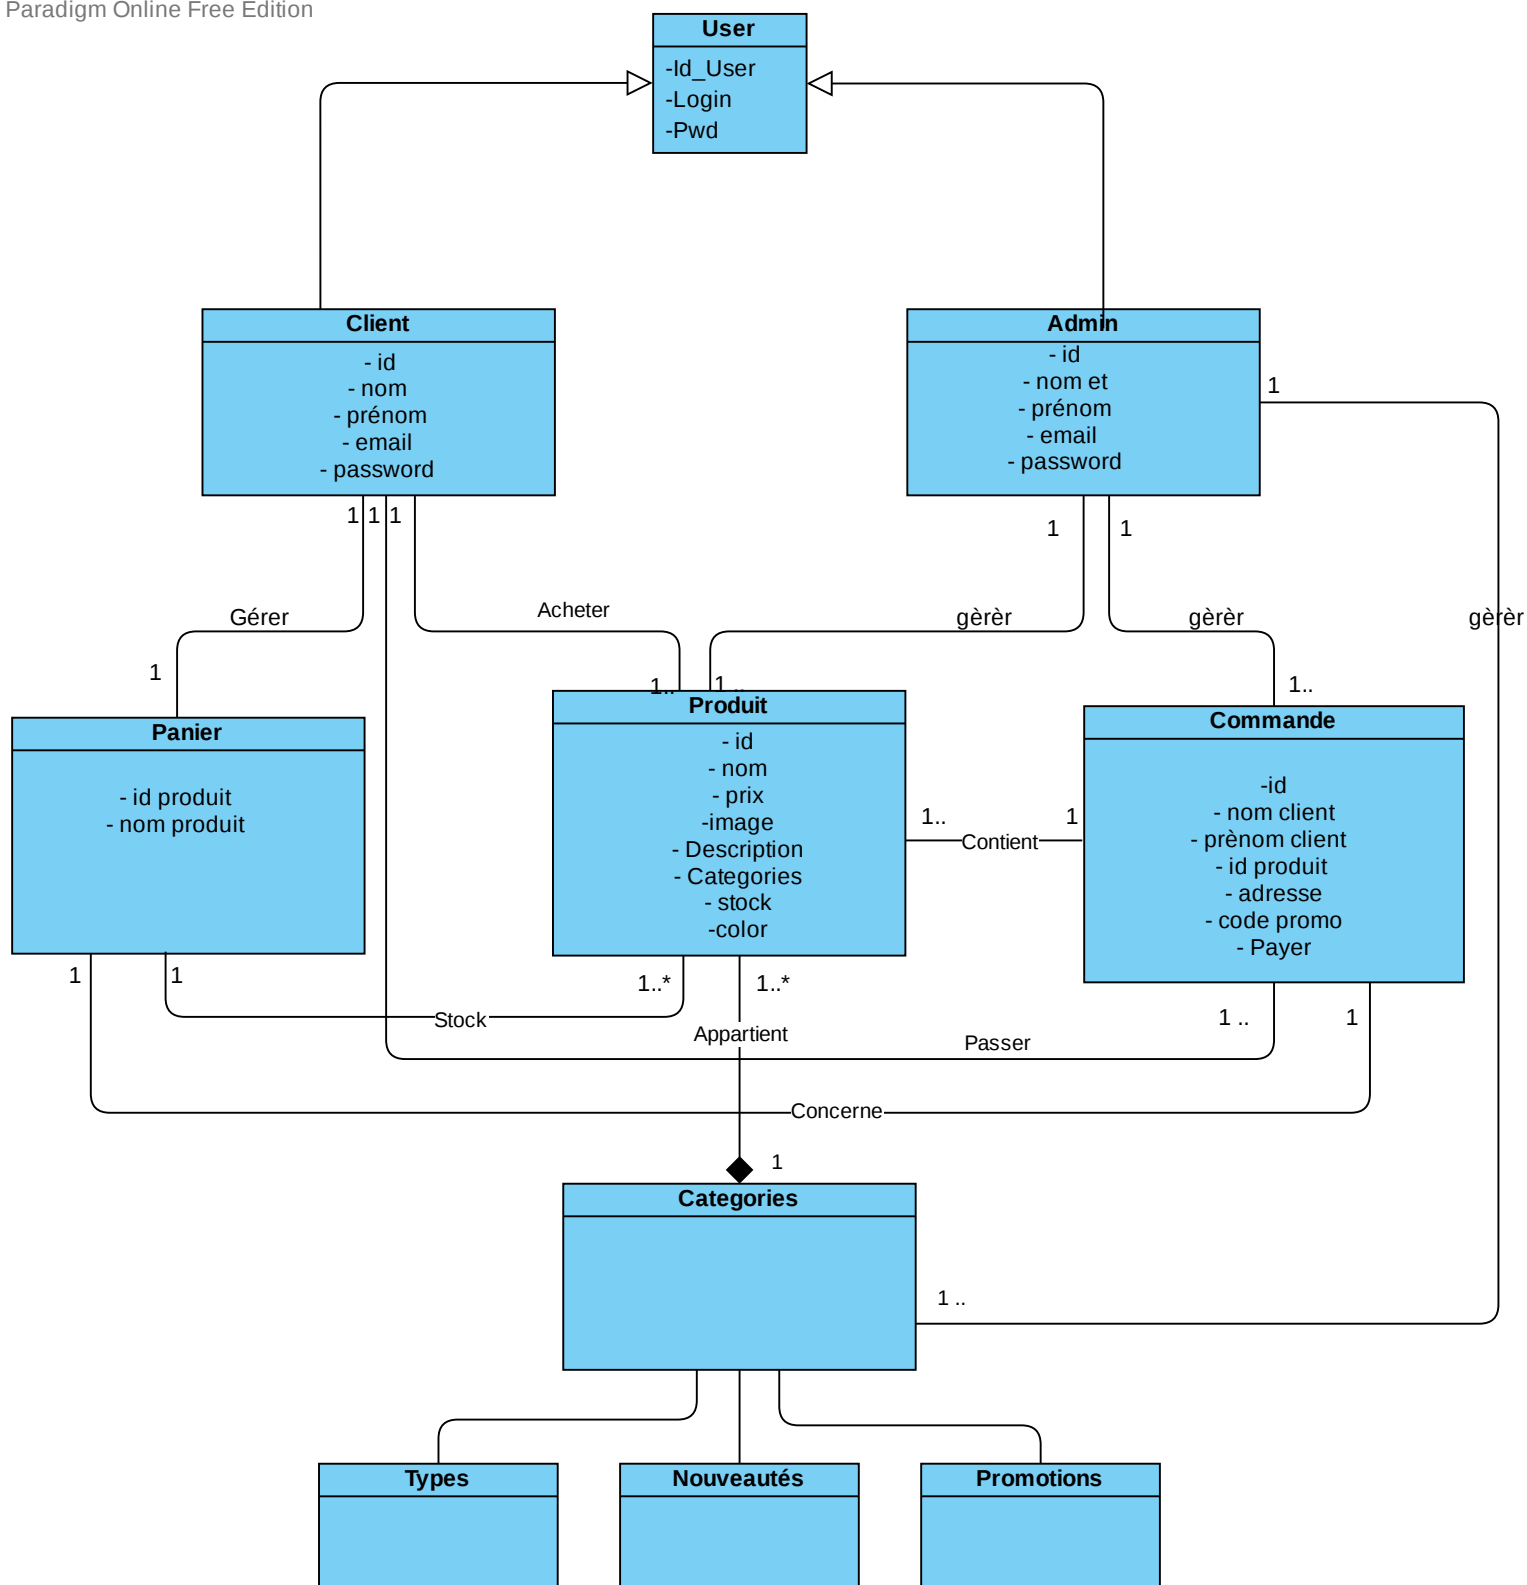 Paradigm Online Free Edition
User
-Id_User
-Login
-Pwd
Client
- id
- nom
- prénom
- email
- password
Admin
- id
- nom et
- prénom
- email
- password
1
1
1
1
1
1
Gérer
Acheter
gèrèr
gèrèr
gèrèr
1
1..
1 ..
1..
Panier
- id produit
- nom produit
Produit
- id
- nom
- prix
-image
- Description
- Categories
- stock
-color
Commande
-id
- nom client
- prènom client
- id produit
- adresse
- code promo
- Payer
1..
Contient
1
1
1
1..*
1..*
1 ..
1
Stock
Appartient
Passer
Concerne
1
Categories
1 ..
Types
Nouveautés
Promotions